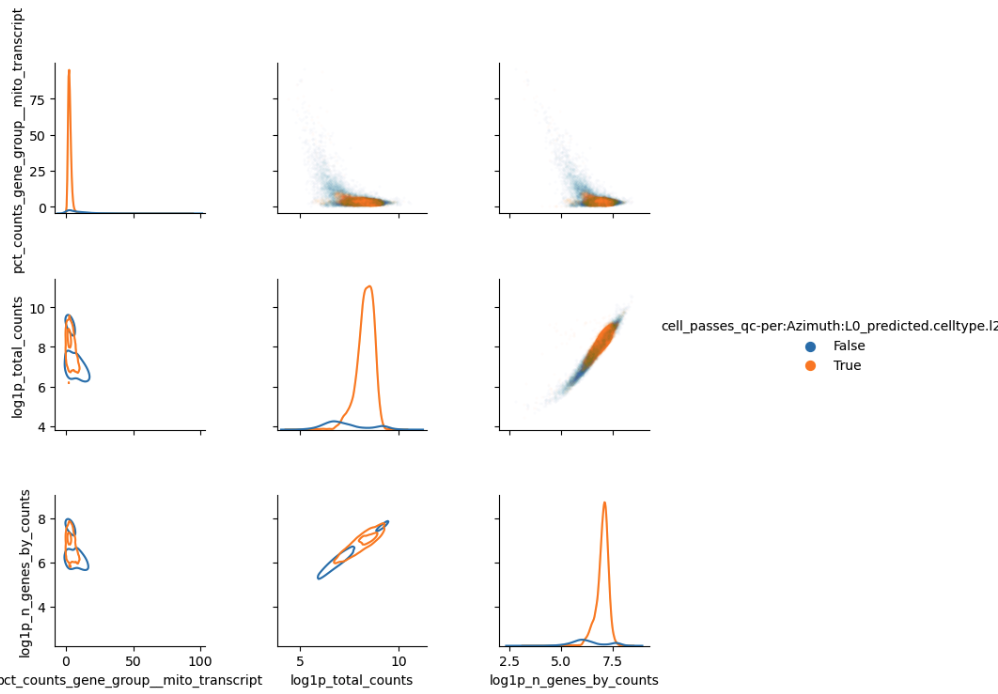 pct_counts_gene_group__mito_transcript
75
50
25
0
log1p_total_counts
10
8
6
4
cell_passes_qc-per:Azimuth:L0_predicted.celltype.l2
False
True
log1p_n_genes_by_counts
8
6
4
0 50 100
5 10
2.5 5.0 7.5
pct_counts_gene_group__mito_transcript
log1p_total_counts
log1p_n_genes_by_counts